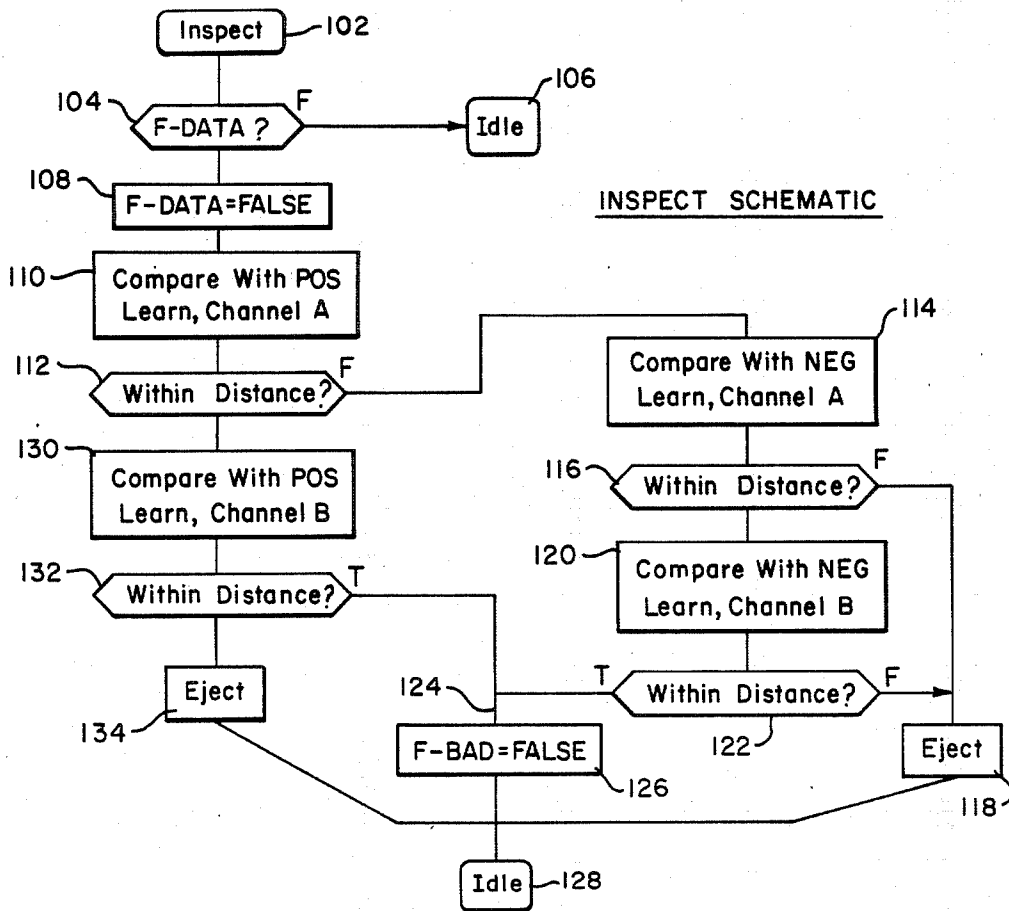 Inspect
102
104
F-DATA ?
F
106
Idle
108
F-DATA=FALSE
INSPECT SCHEMATIC
110
Compare With POS
Learn, Channel A
112
Within Distance?
F
114
Compare With NEG
Learn, Channel A
130
Compare With POS
Learn, Channel B
116
Within Distance?
F
132
Within Distance?
T
120
Compare With NEG
Learn, Channel B
Eject
134
124
T
Within Distance?
F
122
F-BAD=FALSE
126
Eject
118
Idle
128